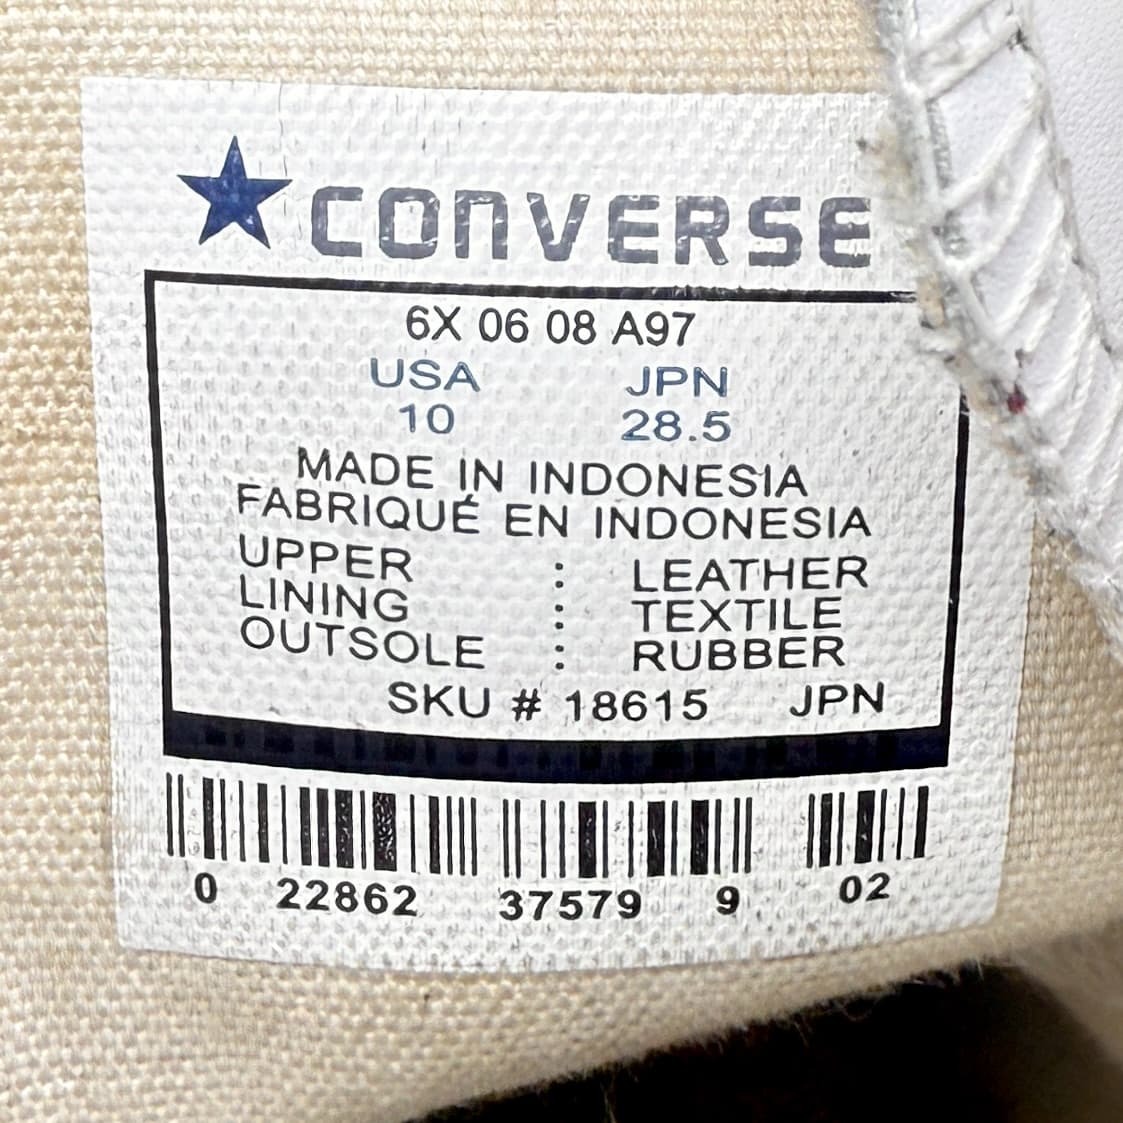 CONVERSE
6X 06 08 A97
USA JPN
10 28.5
MADE IN INDONESIA
FABRIQUÉ EN INDONESIA
UPPER : LEATHER
LINING : TEXTILE
OUTSOLE : RUBBER
SKU # 18615 JPN
0 22862 37579 9 02